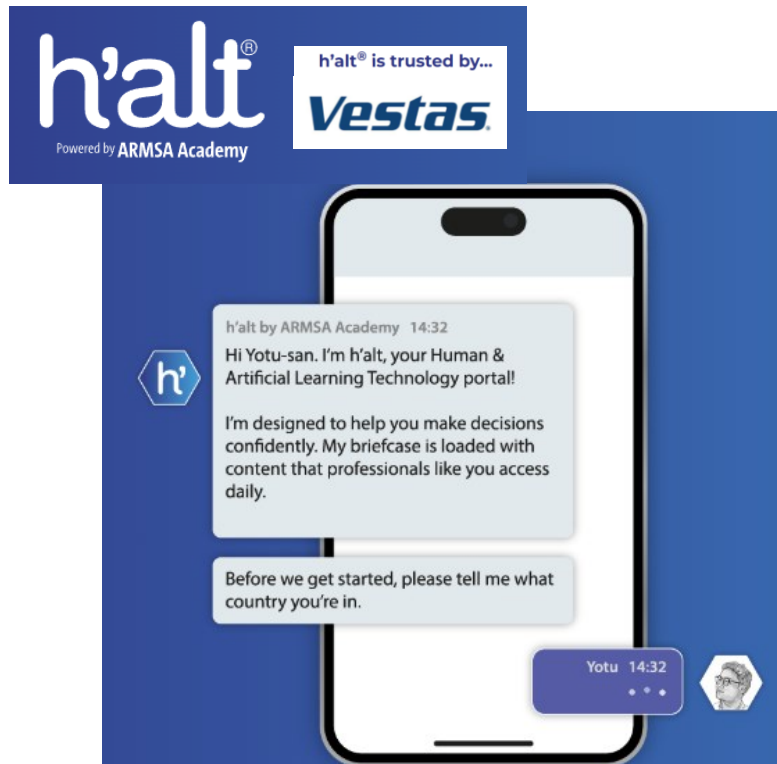 h'alt®
Powered by ARMSA Academy
h'alt® is trusted by...
Vestas.
h'alt by ARMSA Academy 14:32
Hi Yotu-san. I'm h'alt, your Human &
Artificial Learning Technology portal!
I'm designed to help you make decisions
confidently. My briefcase is loaded with
content that professionals like you access
daily.
h'
Before we get started, please tell me what
country you're in.
Yotu 14:32